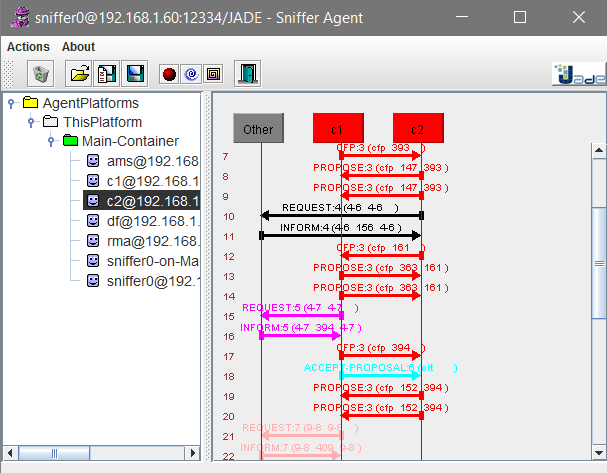 sniffer0@192.168.1.60:12334/JADE - Sniffer Agent
Actions About
Jade
AgentPlatforms
ThisPlatform
Main-Container
ams@192.168
c1@192.168.1
c2@192.168.1
df@192.168.1
rma@192.168
sniffer0-on-Ma
sniffer0@192.1
Other c1 c2
7 CFP:3 (cfp 393 )
8 PROPOSE:3 (cfp 147 393)
9 PROPOSE:3 (cfp 147 393)
10 REQUEST:4 (4-6 4-6 )
11 INFORM:4 (4-6 156 4-6 )
12 CFP:3 (cfp 161 )
13 PROPOSE:3 (cfp 363 161 )
14 PROPOSE:3 (cfp 363 161 )
15 REQUEST:5 (4-7 4-7 )
16 INFORM:5 (4-7 394 4-7 )
17 CFP:3 (cfp 394 )
18 ACCEPT-PROPOSAL:6 ( )
19 PROPOSE:3 (cfp 152 394)
20 PROPOSE:3 (cfp 152 394)
21 REQUEST:7 (9-8 9-8 )
22 INFORM:7 (9-8 409 9-8 )